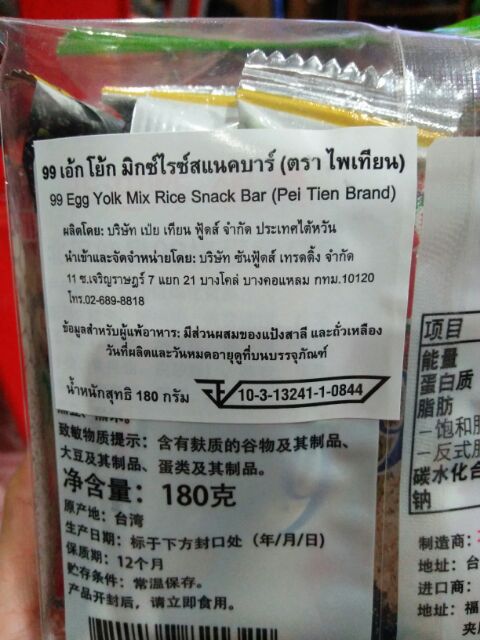 99 เอ้ก โย้ก มิกซ์ไรซ์สแนคบาร์ (ตรา ไพเทียน)
99 Egg Yolk Mix Rice Snack Bar (Pei Tien Brand)
ผลิตโดย: บริษัท เป่ย เทียน ฟู้ดส์ จำกัด ประเทศไต้หวัน
นำเข้าและจัดจำหน่ายโดย: บริษัท ซันฟู้ดส์ เทรดดิ้ง จำกัด
11 ซ.เจริญราษฎร์ 7 แยก 21 บางโคล่ บางคอแหลม กทม.10120
โทร.02-689-8818
ข้อมูลสำหรับผู้แพ้อาหาร: มีส่วนผสมของแป้งสาลี และถั่วเหลือง
วันที่ผลิตและวันหมดอายุดูที่บนบรรจุภัณฑ์
น้ำหนักสุทธิ 180 กรัม
10-3-13241-1-0844
致敏物质提示: 含有麸质的谷物及其制品、
大豆及其制品、蛋类及其制品。
净含量: 180克
原产地: 台湾
生产日期: 标于下方封口处 (年/月/日)
保质期: 12个月
贮存条件: 常温保存。
产品开封后, 请立即食用。
项目
能量
蛋白质
脂肪
－饱和
－反式
碳水化合
钠
制造商:
地址: 台
进口商:
地址: 福